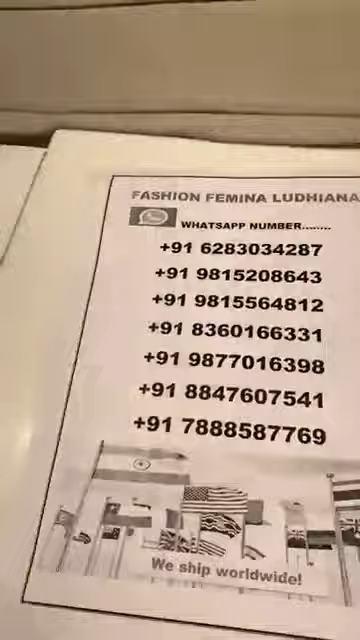 FASHION FEMINA LUDHIANA
WHATSAPP NUMBER........
+91 6283034287
+91 9815208643
+91 9815564812
+91 8360166331
+91 9877016398
+91 8847607541
+91 7888587769
We ship worldwide!